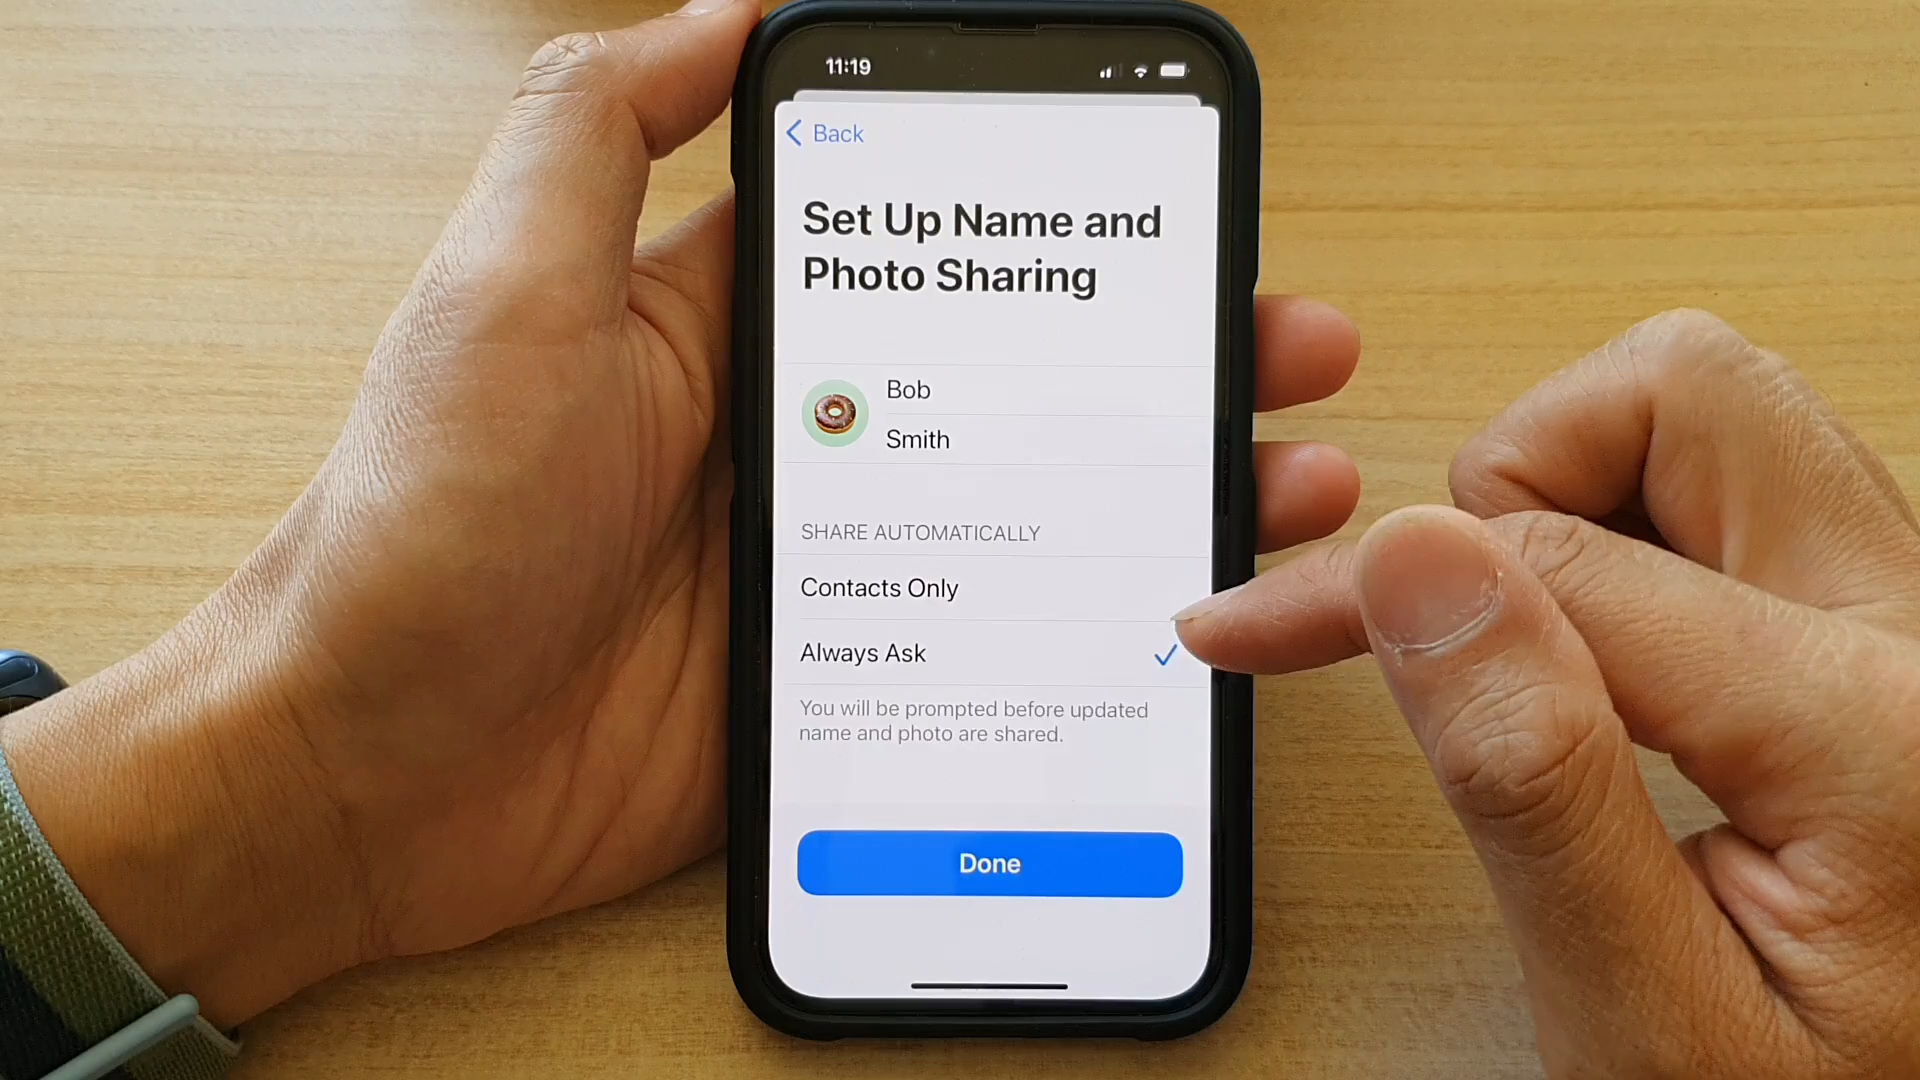 11:19
Back
Set Up Name and
Photo Sharing
Bob
Smith
SHARE AUTOMATICALLY
Contacts Only
Always Ask
You will be prompted before updated
name and photo are shared.
Done